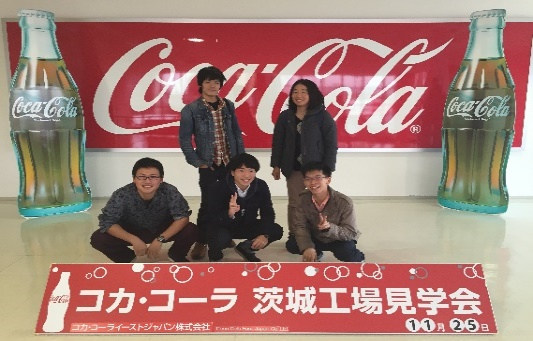 Coca-Cola®
Coca-Cola
Coca-Cola
コカ・コーラ 茨城工場見学会
コカ・コーライーストジャパン株式会社
11月25日